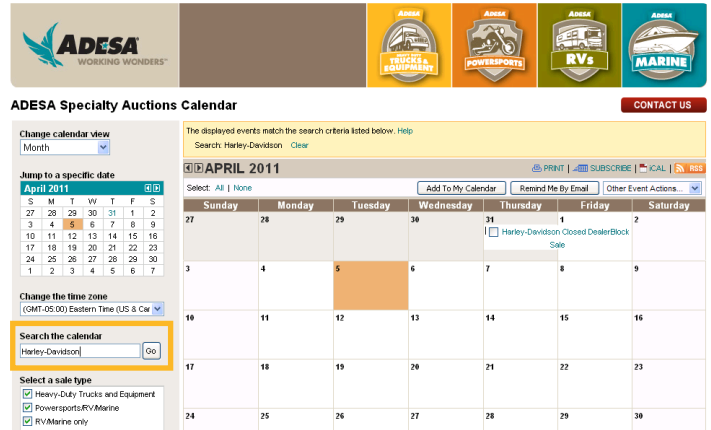 ADESA
WORKING WONDERS™
ADESA
HEAVY DUTY
TRUCKS &
EQUIPMENT
ADESA
POWERSPORTS
ADESA
RVs
ADESA
MARINE
ADESA Specialty Auctions Calendar
CONTACT US
Change calendar view
Month
Jump to a specific date
April 2011
S M T W T F S
27 28 29 30 31 1 2
3 4 5 6 7 8 9
10 11 12 13 14 15 16
17 18 19 20 21 22 23
24 25 26 27 28 29 30
1 2 3 4 5 6 7
Change the time zone
(GMT-05:00) Eastern Time (US & Car
Search the calendar
Harley-Davidson
Go
Select a sale type
Heavy-Duty Trucks and Equipment
Powersports/RV/Marine
RV/Marine only
The displayed events match the search criteria listed below. Help
Search: Harley-Davidson Clear
APRIL 2011
PRINT | SUBSCRIBE | iCAL | RSS
Select: All | None
Add To My Calendar
Remind Me By Email
Other Event Actions...
Sunday Monday Tuesday Wednesday Thursday Friday Saturday
27 28 29 30 31 1 2
Harley-Davidson Closed DealerBlock
Sale
3 4 5 6 7 8 9
10 11 12 13 14 15 16
17 18 19 20 21 22 23
24 25 26 27 28 29 30